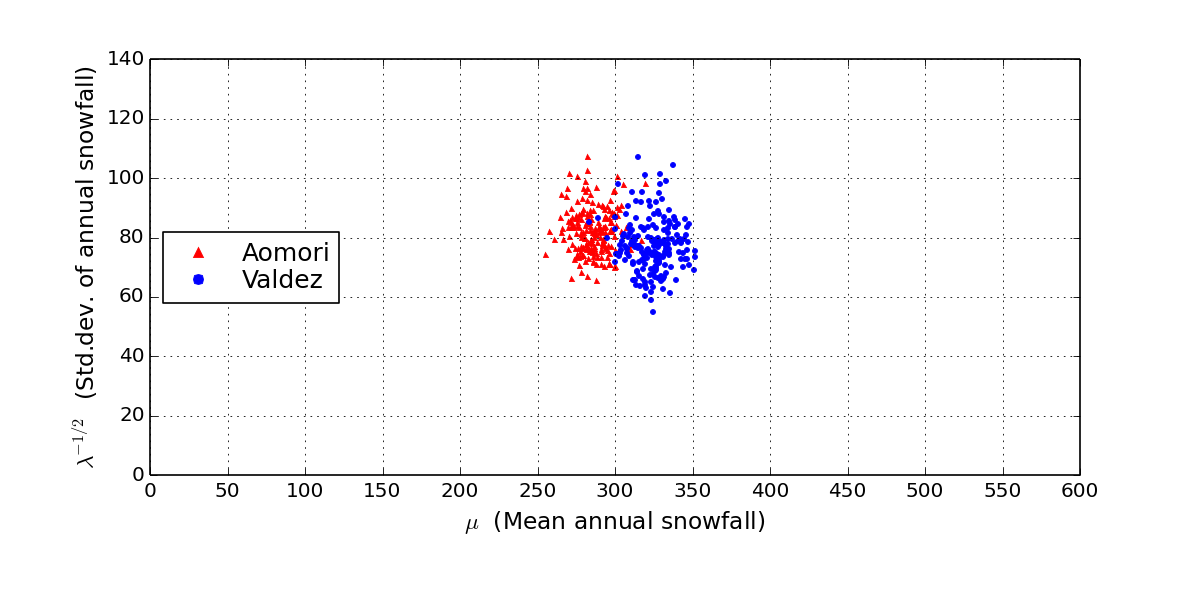 140
120
100
80
60
40
20
0
λ^{-1/2} (Std.dev. of annual snowfall)
Aomori
Valdez
0 50 100 150 200 250 300 350 400 450 500 550 600
μ (Mean annual snowfall)